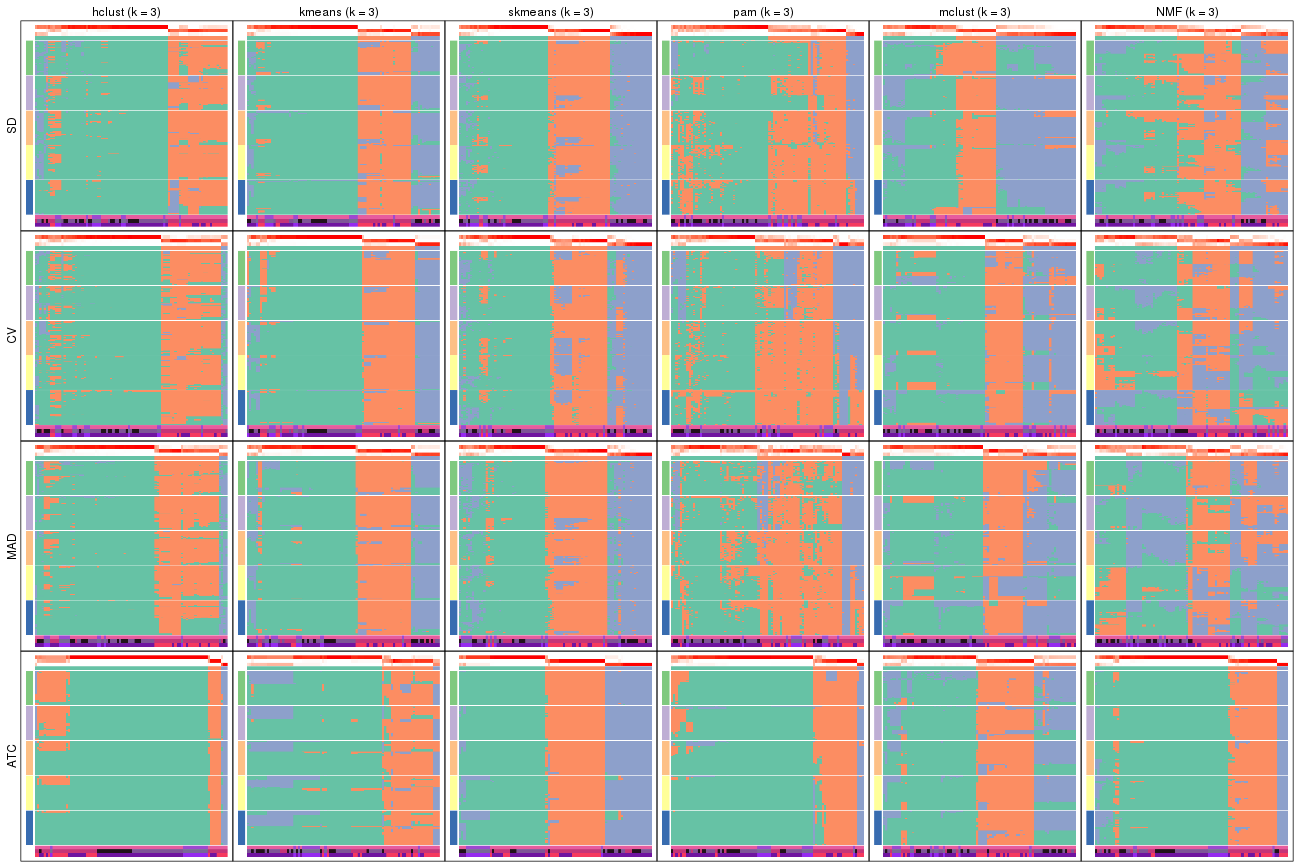 hclust (k = 3) kmeans (k = 3) skmeans (k = 3) pam (k = 3) mclust (k = 3) NMF (k = 3)
SD
CV
MAD
ATC